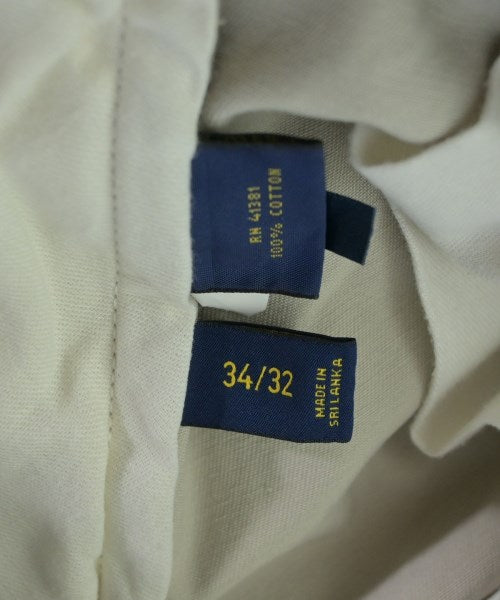 RN 41381
100% COTTON
34/32
MADE IN
SRI LANKA